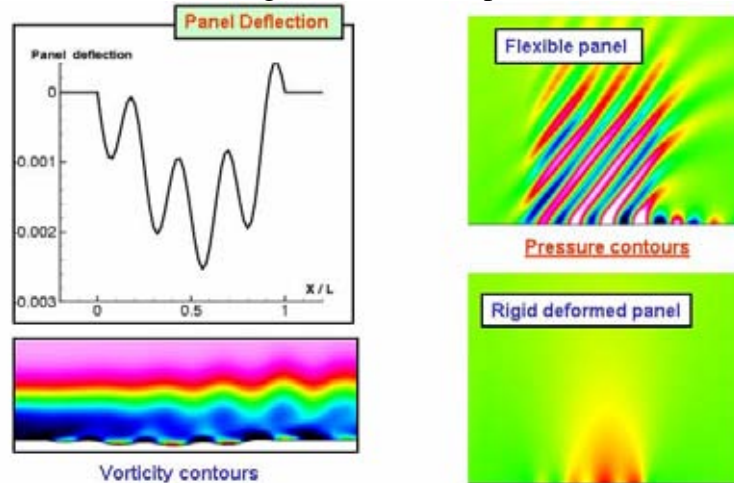 Panel Deflection
Panel deflection
0
-0.001
-0.002
-0.003
0
0.5
1
X / L
Vorticity contours
Flexible panel
Pressure contours
Rigid deformed panel